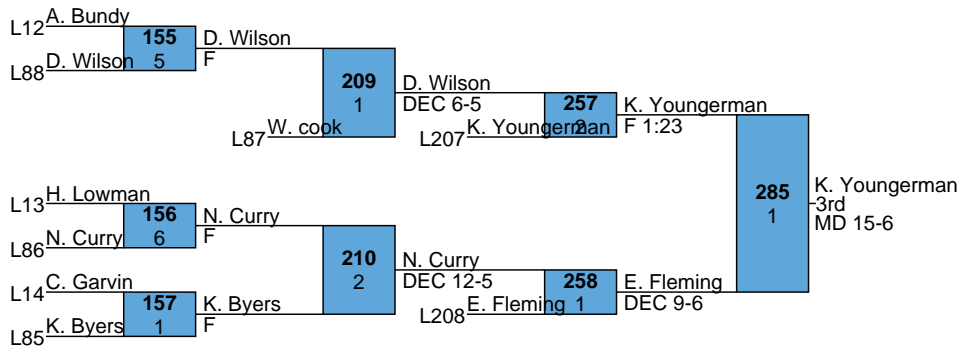 A. Bundy
L12
155
5
D. Wilson
L88
D. Wilson
F
209
1
W. cook
L87
D. Wilson
DEC 6-5
257
2
K. Youngerman
L207
K. Youngerman
F 1:23
285
1
K. Youngerman
3rd
MD 15-6
H. Lowman
L13
156
6
N. Curry
L86
N. Curry
F
210
2
C. Garvin
L14
157
1
K. Byers
L85
K. Byers
F
N. Curry
DEC 12-5
258
1
E. Fleming
L208
E. Fleming
DEC 9-6